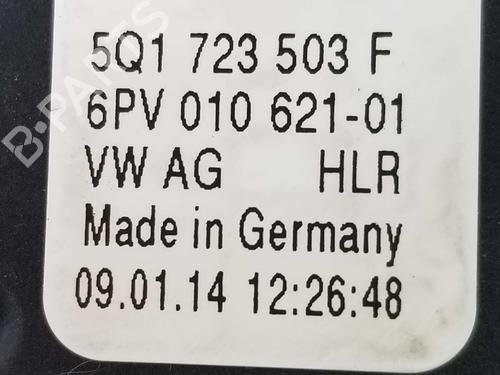 5Q1 723 503 F
6PV 010 621-01
VW AG HLR
Made in Germany
09.01.14 12:26:48
B-PARTS